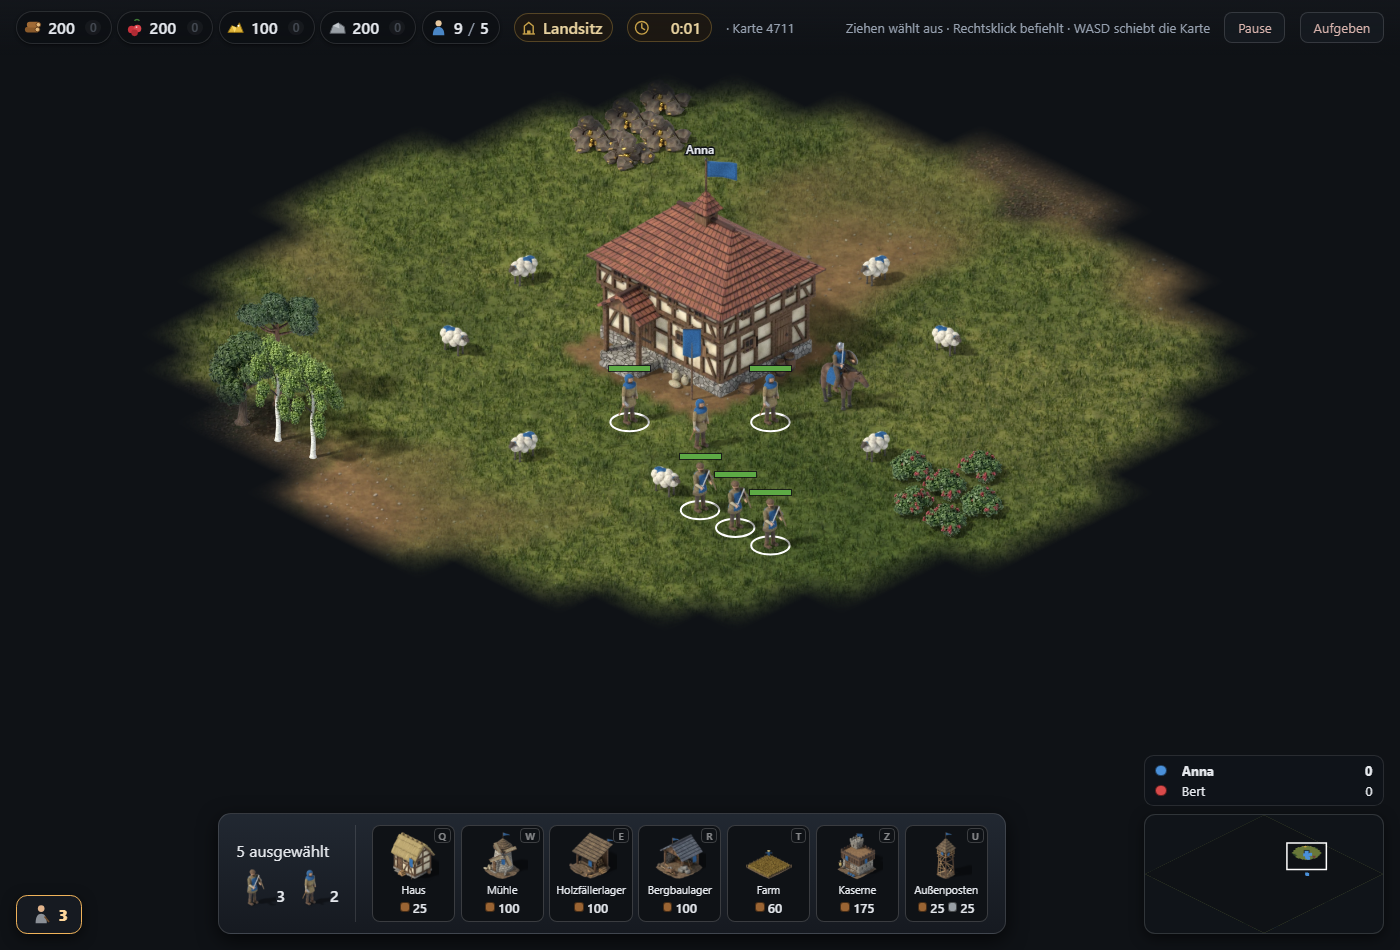 200 0 200 0 100 0 200 0 9 / 5 Landsitz 0:01 · Karte 4711 Ziehen wählt aus · Rechtsklick befiehlt · WASD schiebt die Karte Pause Aufgeben
Anna
Anna 0
Bert 0
5 ausgewählt
3 2
Q W E R T Z U
Haus Mühle Holzfällerlager Bergbaulager Farm Kaserne Außenposten
25 100 100 100 60 175 25 25
3